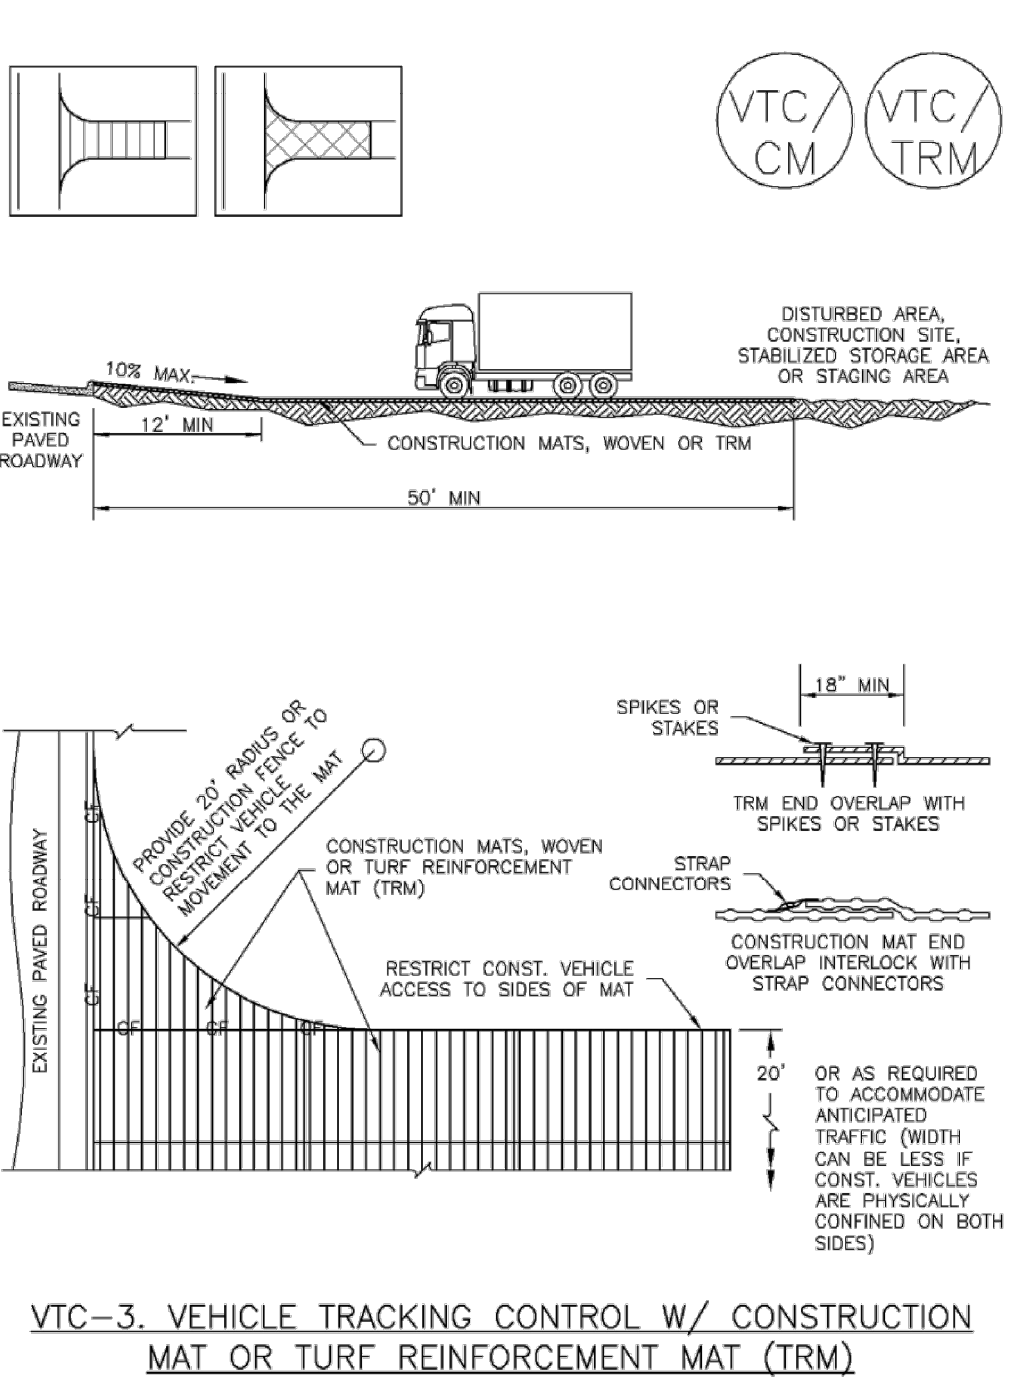 VTC/
CM
VTC/
TRM
DISTURBED AREA,
CONSTRUCTION SITE,
STABILIZED STORAGE AREA
OR STAGING AREA
10% MAX.
EXISTING
PAVED
ROADWAY
12' MIN
CONSTRUCTION MATS, WOVEN OR TRM
50' MIN
18" MIN
SPIKES OR
STAKES
TRM END OVERLAP WITH
SPIKES OR STAKES
PROVIDE 20' RADIUS OR
CONSTRUCTION FENCE TO
RESTRICT VEHICLE
MOVEMENT TO THE MAT
CONSTRUCTION MATS, WOVEN
OR TURF REINFORCEMENT
MAT (TRM)
STRAP
CONNECTORS
CONSTRUCTION MAT END
OVERLAP INTERLOCK WITH
STRAP CONNECTORS
RESTRICT CONST. VEHICLE
ACCESS TO SIDES OF MAT
EXISTING PAVED ROADWAY
CF
CF
CF
CF
CF
CF
20'
OR AS REQUIRED
TO ACCOMMODATE
ANTICIPATED
TRAFFIC (WIDTH
CAN BE LESS IF
CONST. VEHICLES
ARE PHYSICALLY
CONFINED ON BOTH
SIDES)
VTC-3. VEHICLE TRACKING CONTROL W/ CONSTRUCTION
MAT OR TURF REINFORCEMENT MAT (TRM)